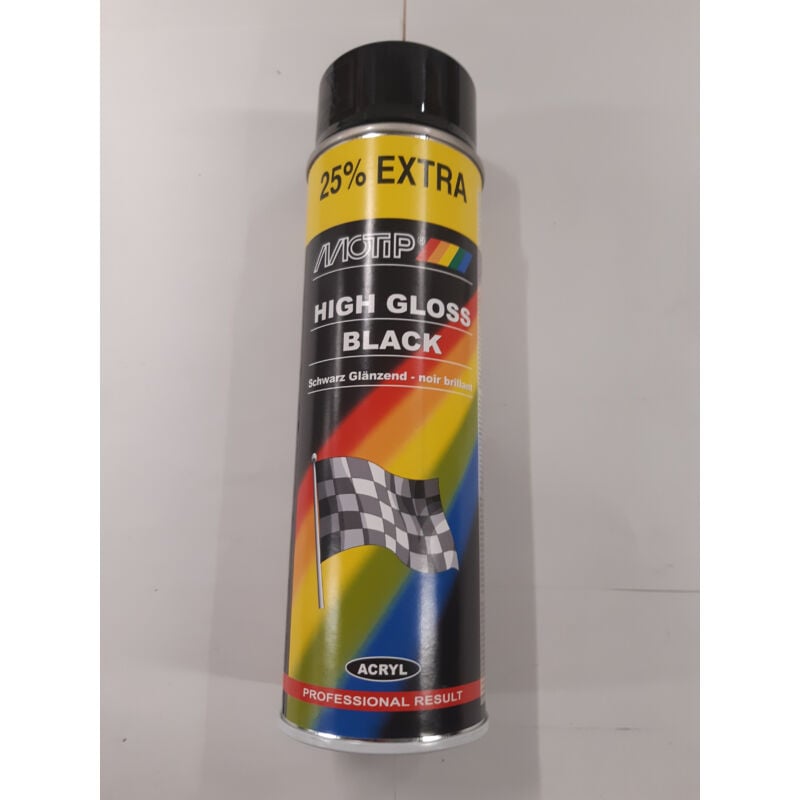 25% EXTRA
MOTIP®
HIGH GLOSS
BLACK
Schwarz Glänzend - noir brillant
ACRYL
PROFESSIONAL RESULT